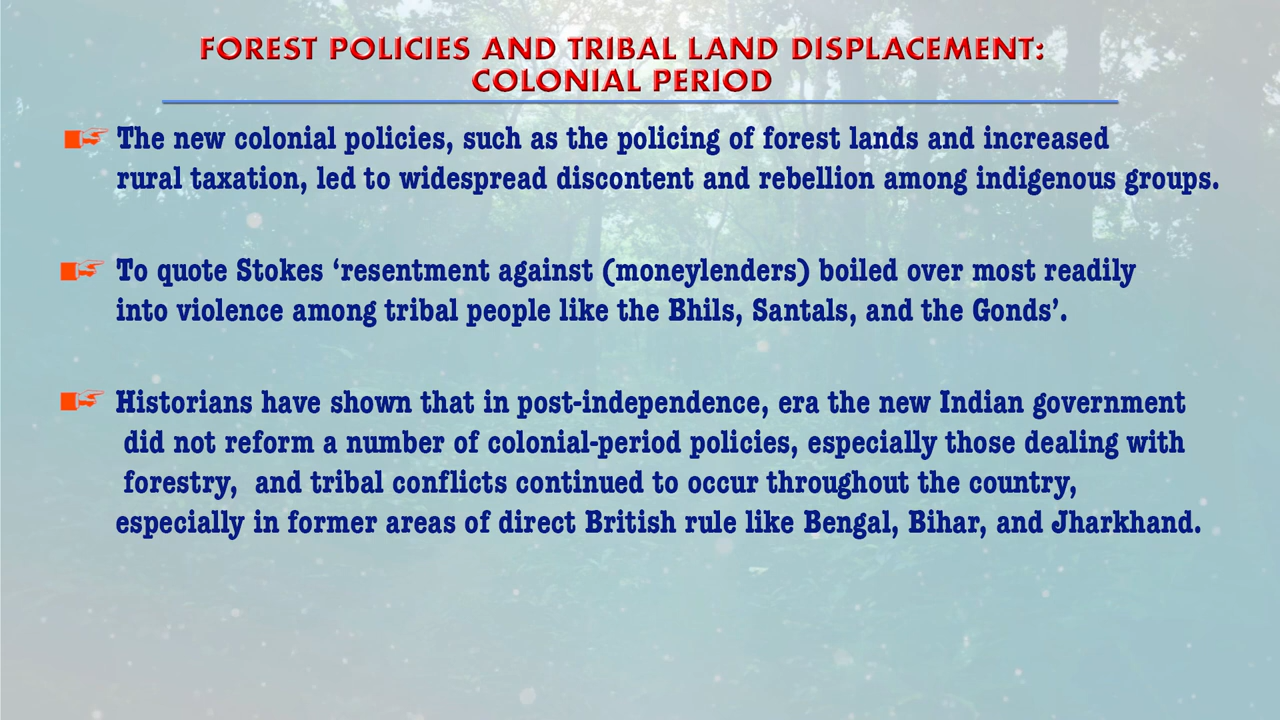 FOREST POLICIES AND TRIBAL LAND DISPLACEMENT:
COLONIAL PERIOD
The new colonial policies, such as the policing of forest lands and increased
rural taxation, led to widespread discontent and rebellion among indigenous groups.
To quote Stokes ‘resentment against (moneylenders) boiled over most readily
into violence among tribal people like the Bhils, Santals, and the Gonds’.
Historians have shown that in post-independence, era the new Indian government
did not reform a number of colonial-period policies, especially those dealing with
forestry, and tribal conflicts continued to occur throughout the country,
especially in former areas of direct British rule like Bengal, Bihar, and Jharkhand.